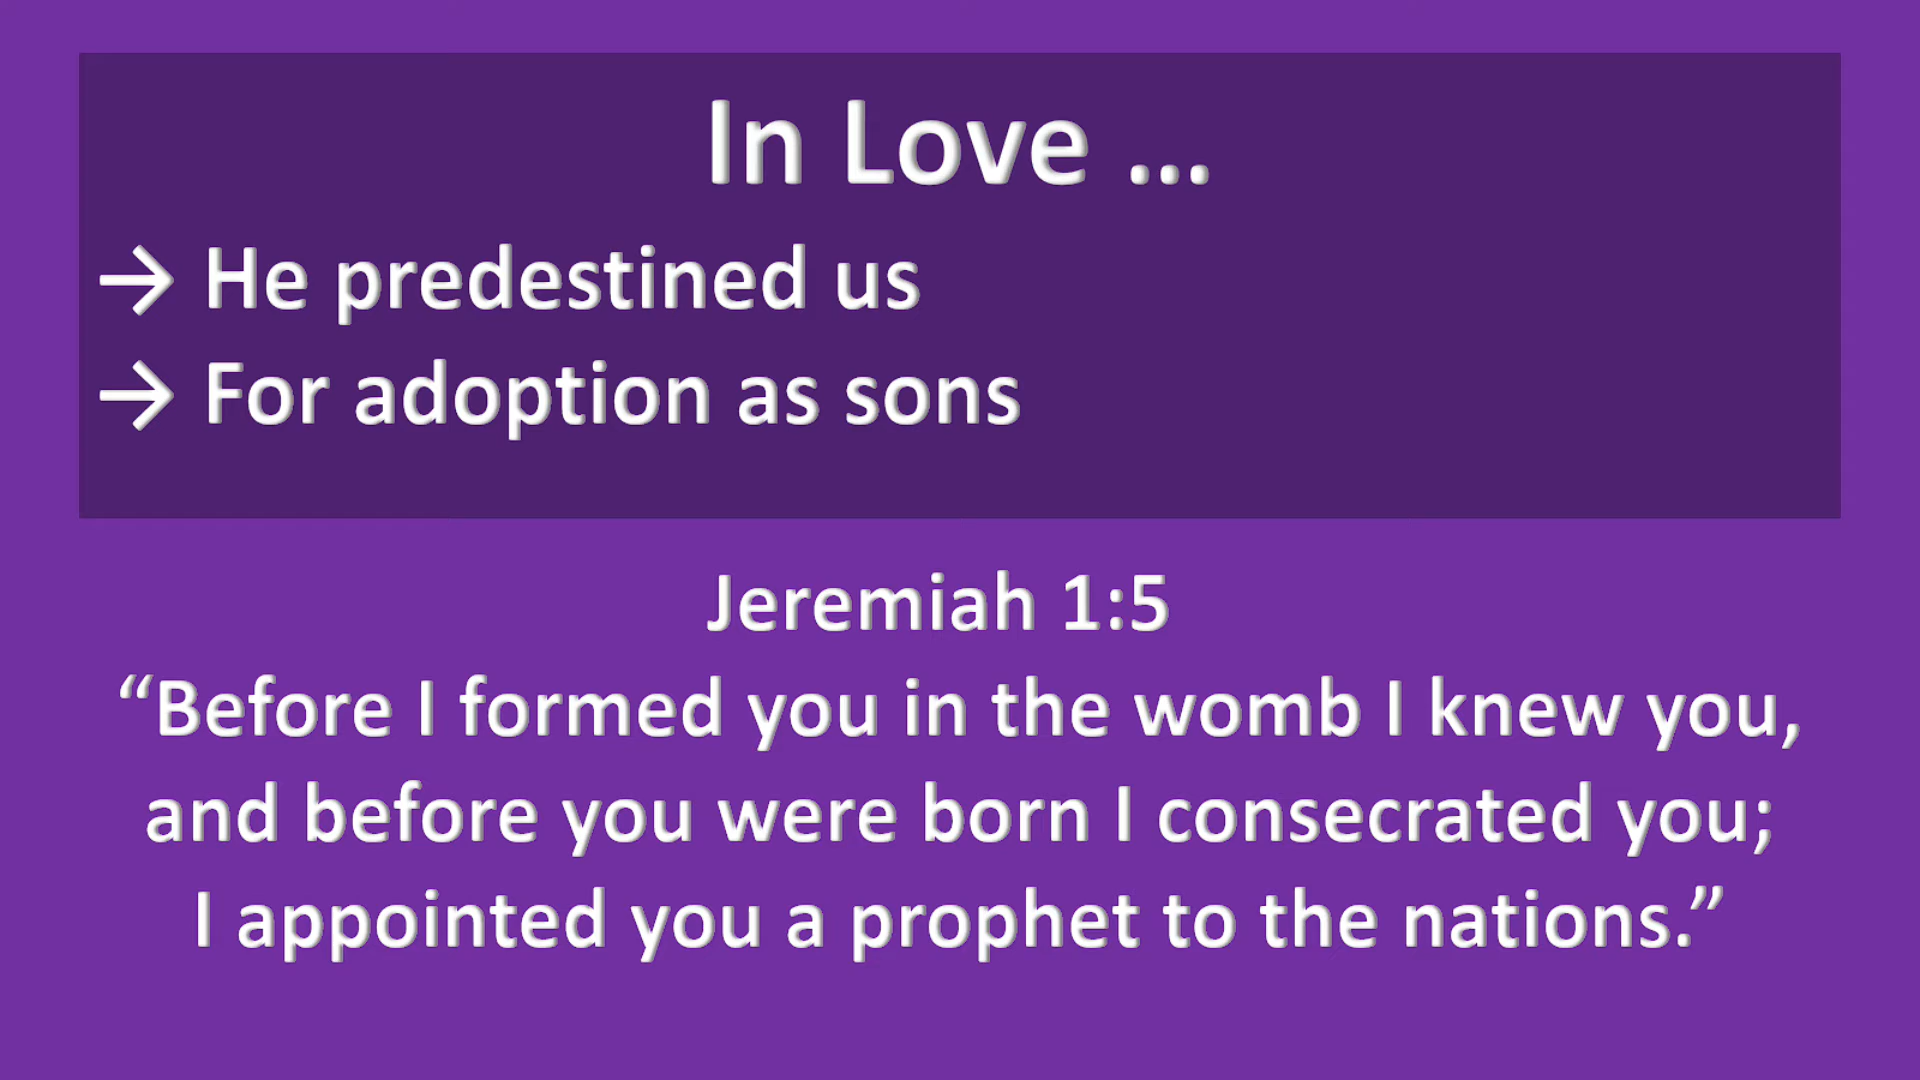 In Love ...
→ He predestined us
→ For adoption as sons
Jeremiah 1:5
“Before I formed you in the womb I knew you,
and before you were born I consecrated you;
I appointed you a prophet to the nations.”